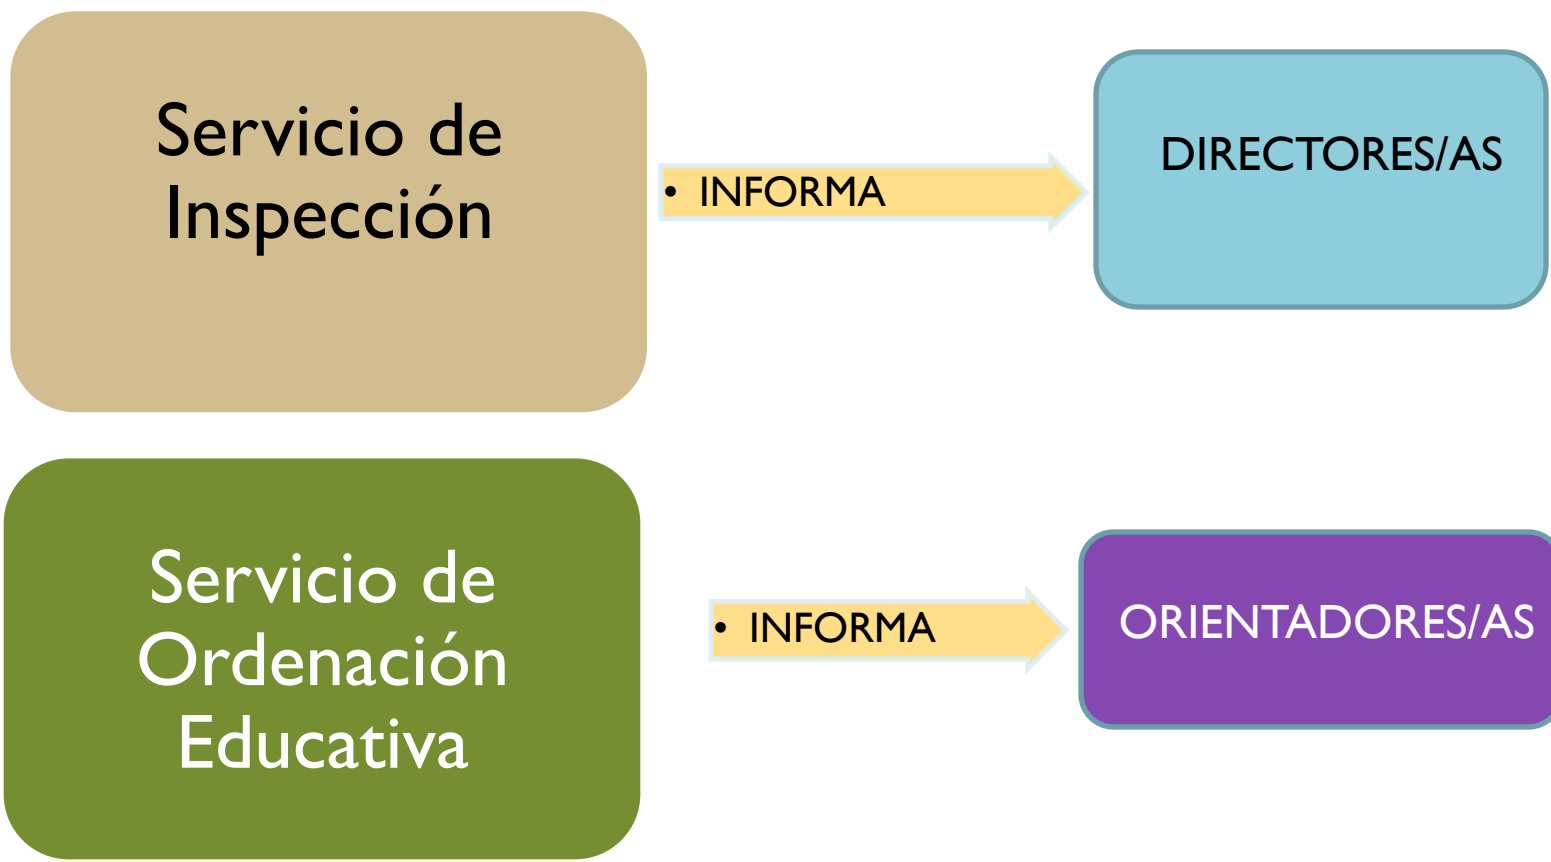 Servicio de
Inspección
• INFORMA
DIRECTORES/AS
Servicio de
Ordenación
Educativa
• INFORMA
ORIENTADORES/AS